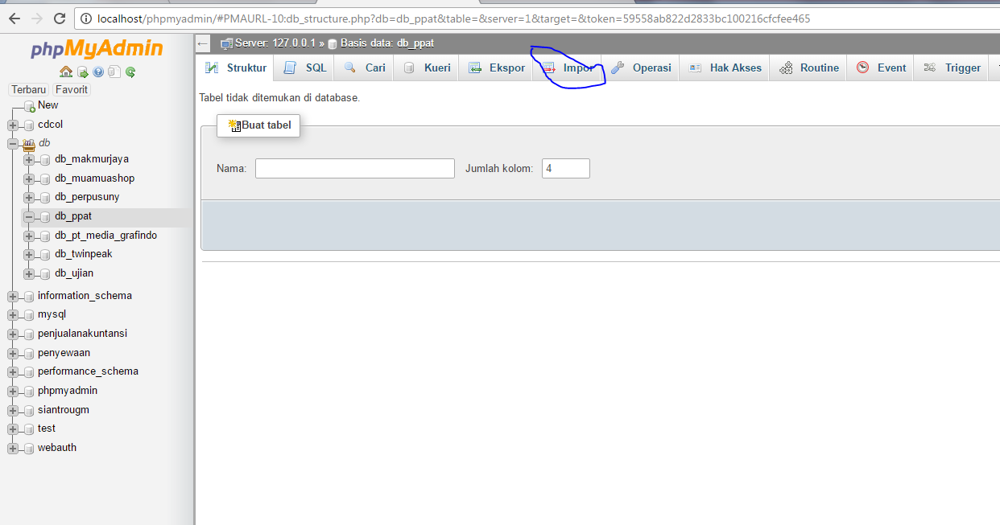 localhost/phpmyadmin/#PMAURL-10:db_structure.php?db=db_ppat&table=&server=1&target=&token=59558ab822d2833bc100216cfcfee465
phpMyAdmin
Terbaru Favorit
New
cdcol
db
db_makmurjaya
db_muamuashop
db_perpusuny
db_ppat
db_pt_media_grafindo
db_twinpeak
db_ujian
information_schema
mysql
penjualanakuntansi
penyewaan
performance_schema
phpmyadmin
siantrougm
test
webauth
Server: 127.0.0.1 » Basis data: db_ppat
Struktur SQL Cari Kueri Ekspor Impor Operasi Hak Akses Routine Event Trigger
Tabel tidak ditemukan di database.
Buat tabel
Nama: Jumlah kolom: 4